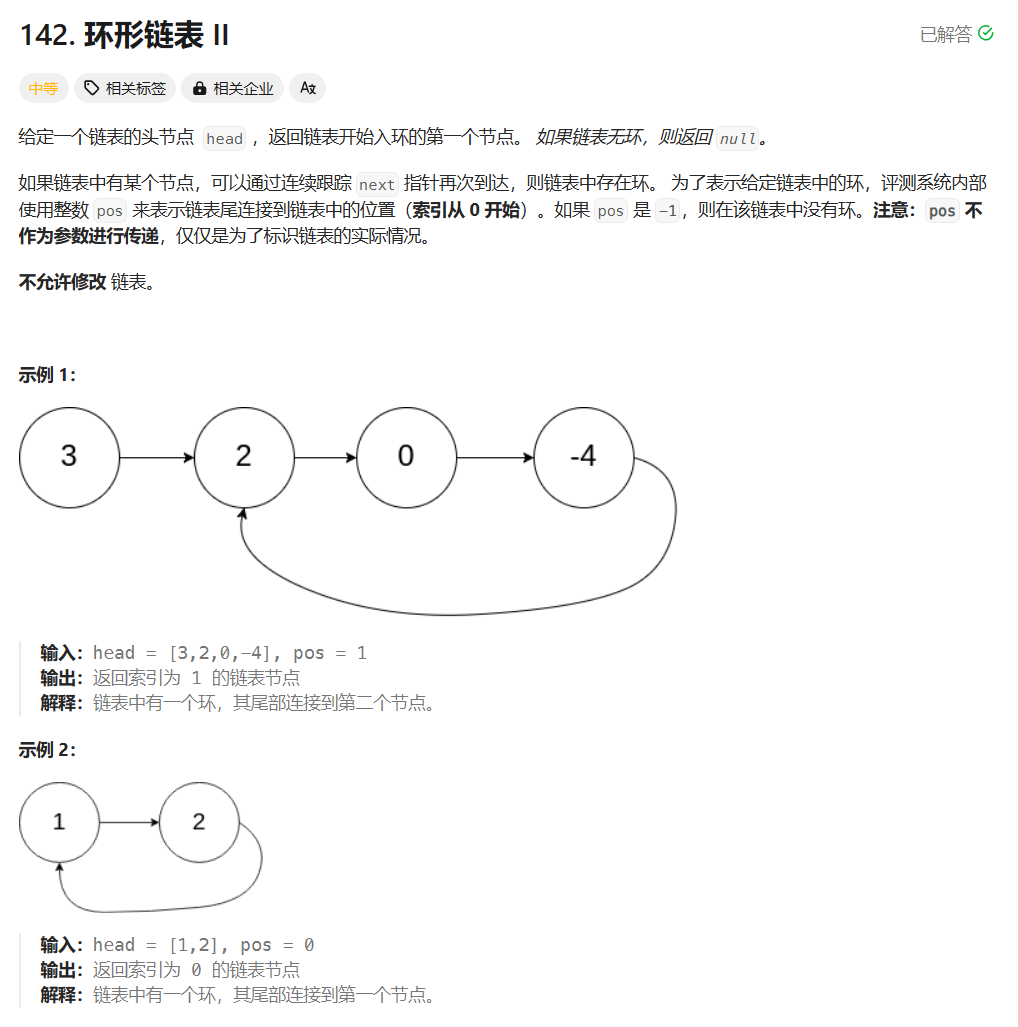 142. 环形链表 II
已解答
中等 相关标签 相关企业 A文
给定一个链表的头节点 head ，返回链表开始入环的第一个节点。 如果链表无环，则返回 null。
如果链表中有某个节点，可以通过连续跟踪 next 指针再次到达，则链表中存在环。 为了表示给定链表中的环，评测系统内部
使用整数 pos 来表示链表尾连接到链表中的位置（索引从 0 开始）。如果 pos 是 -1，则在该链表中没有环。注意：pos 不
作为参数进行传递，仅仅是为了标识链表的实际情况。
不允许修改 链表。
示例 1：
3 2 0 -4
输入：head = [3,2,0,-4], pos = 1
输出：返回索引为 1 的链表节点
解释：链表中有一个环，其尾部连接到第二个节点。
示例 2：
1 2
输入：head = [1,2], pos = 0
输出：返回索引为 0 的链表节点
解释：链表中有一个环，其尾部连接到第一个节点。